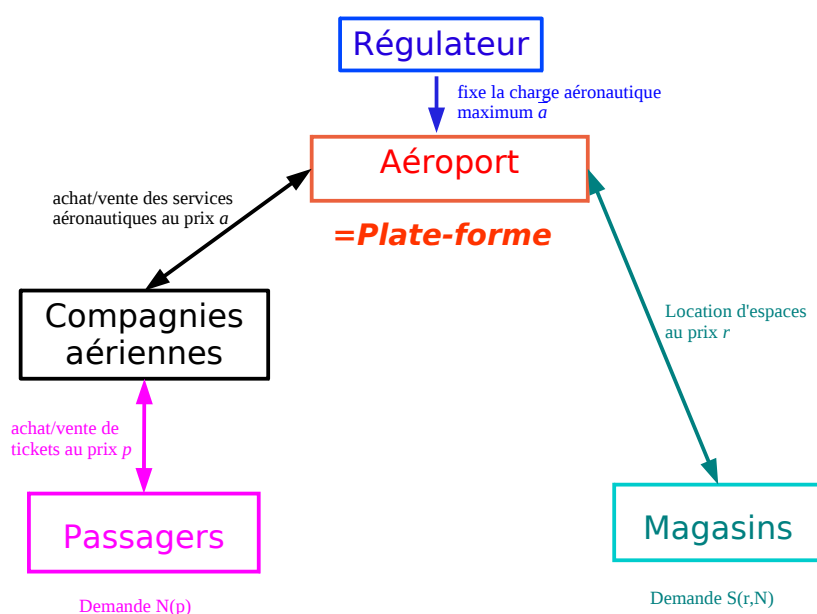 Régulateur
fixe la charge aéronautique
maximum a̅
Aéroport
=Plate-forme
achat/vente des services
aéronautiques au prix a
Compagnies
aériennes
Location d'espaces
au prix r
achat/vente de
tickets au prix p
Passagers
Magasins
Demande N(p)
Demande S(r,N)